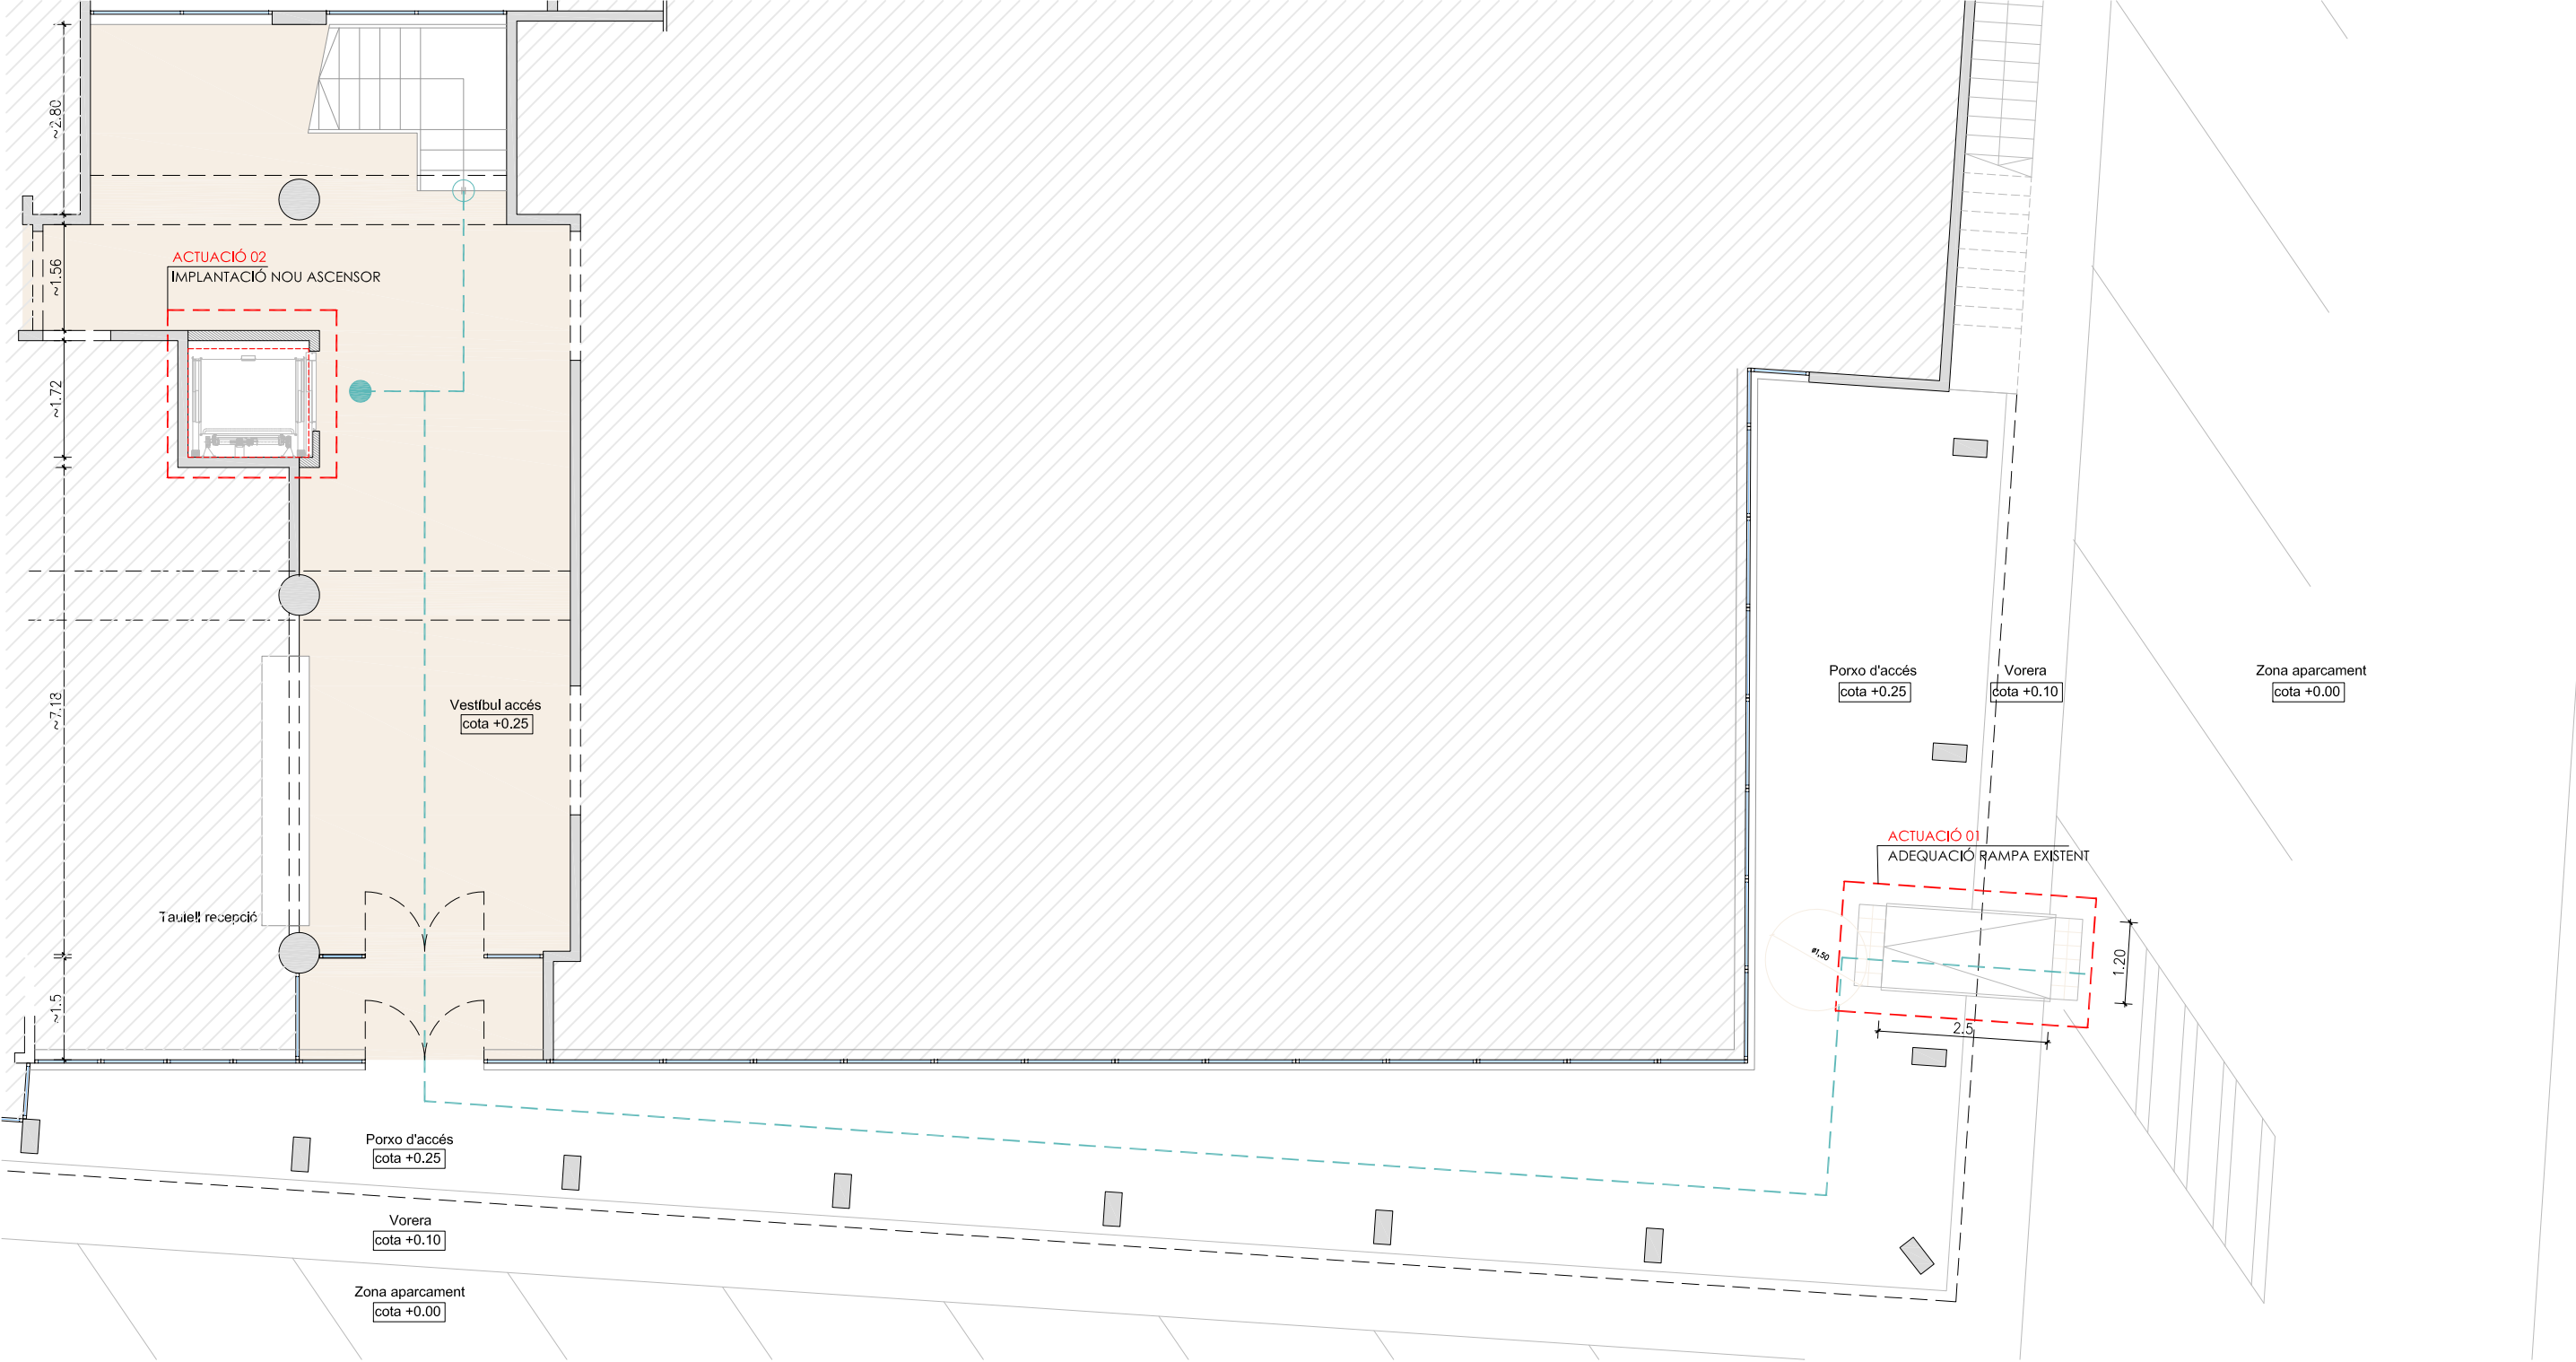 ~2.80
ACTUACIÓ 02
IMPLANTACIÓ NOU ASCENSOR
~1.56
~1.72
~7.18
Vestíbul accés
cota +0.25
Taulell recepció
~1.5
Porxo d'accés
cota +0.25
Vorera
cota +0.10
Zona aparcament
cota +0.00
Porxo d'accés
cota +0.25
Vorera
cota +0.10
Zona aparcament
cota +0.00
ACTUACIÓ 01
ADEQUACIÓ RAMPA EXISTENT
ø1,50
1.20
2.5